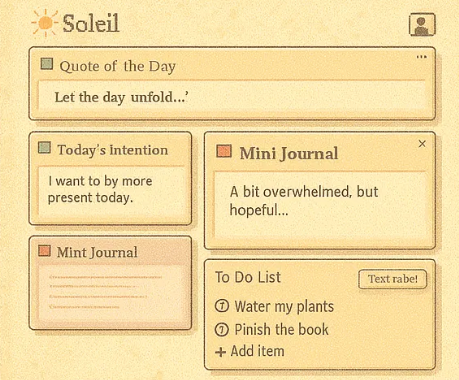 Soleil
Quote of the Day
Let the day unfold...’
Today's Intention
I want to by more
present today.
Mini Journal
A bit overwhelmed, but
hopeful...
Mint Journal
To Do List
Text rabe!
Water my plants
Pinish the book
+ Add item